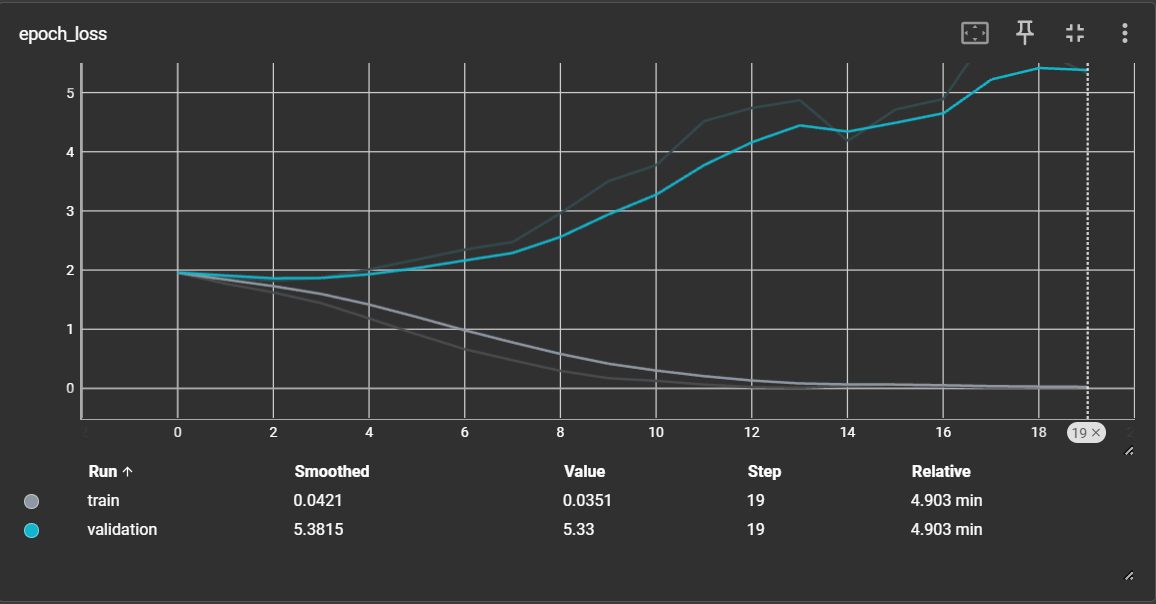 epoch_loss
5
4
3
2
1
0
0 2 4 6 8 10 12 14 16 18 19 ×
Run ↑ Smoothed Value Step Relative
train 0.0421 0.0351 19 4.903 min
validation 5.3815 5.33 19 4.903 min